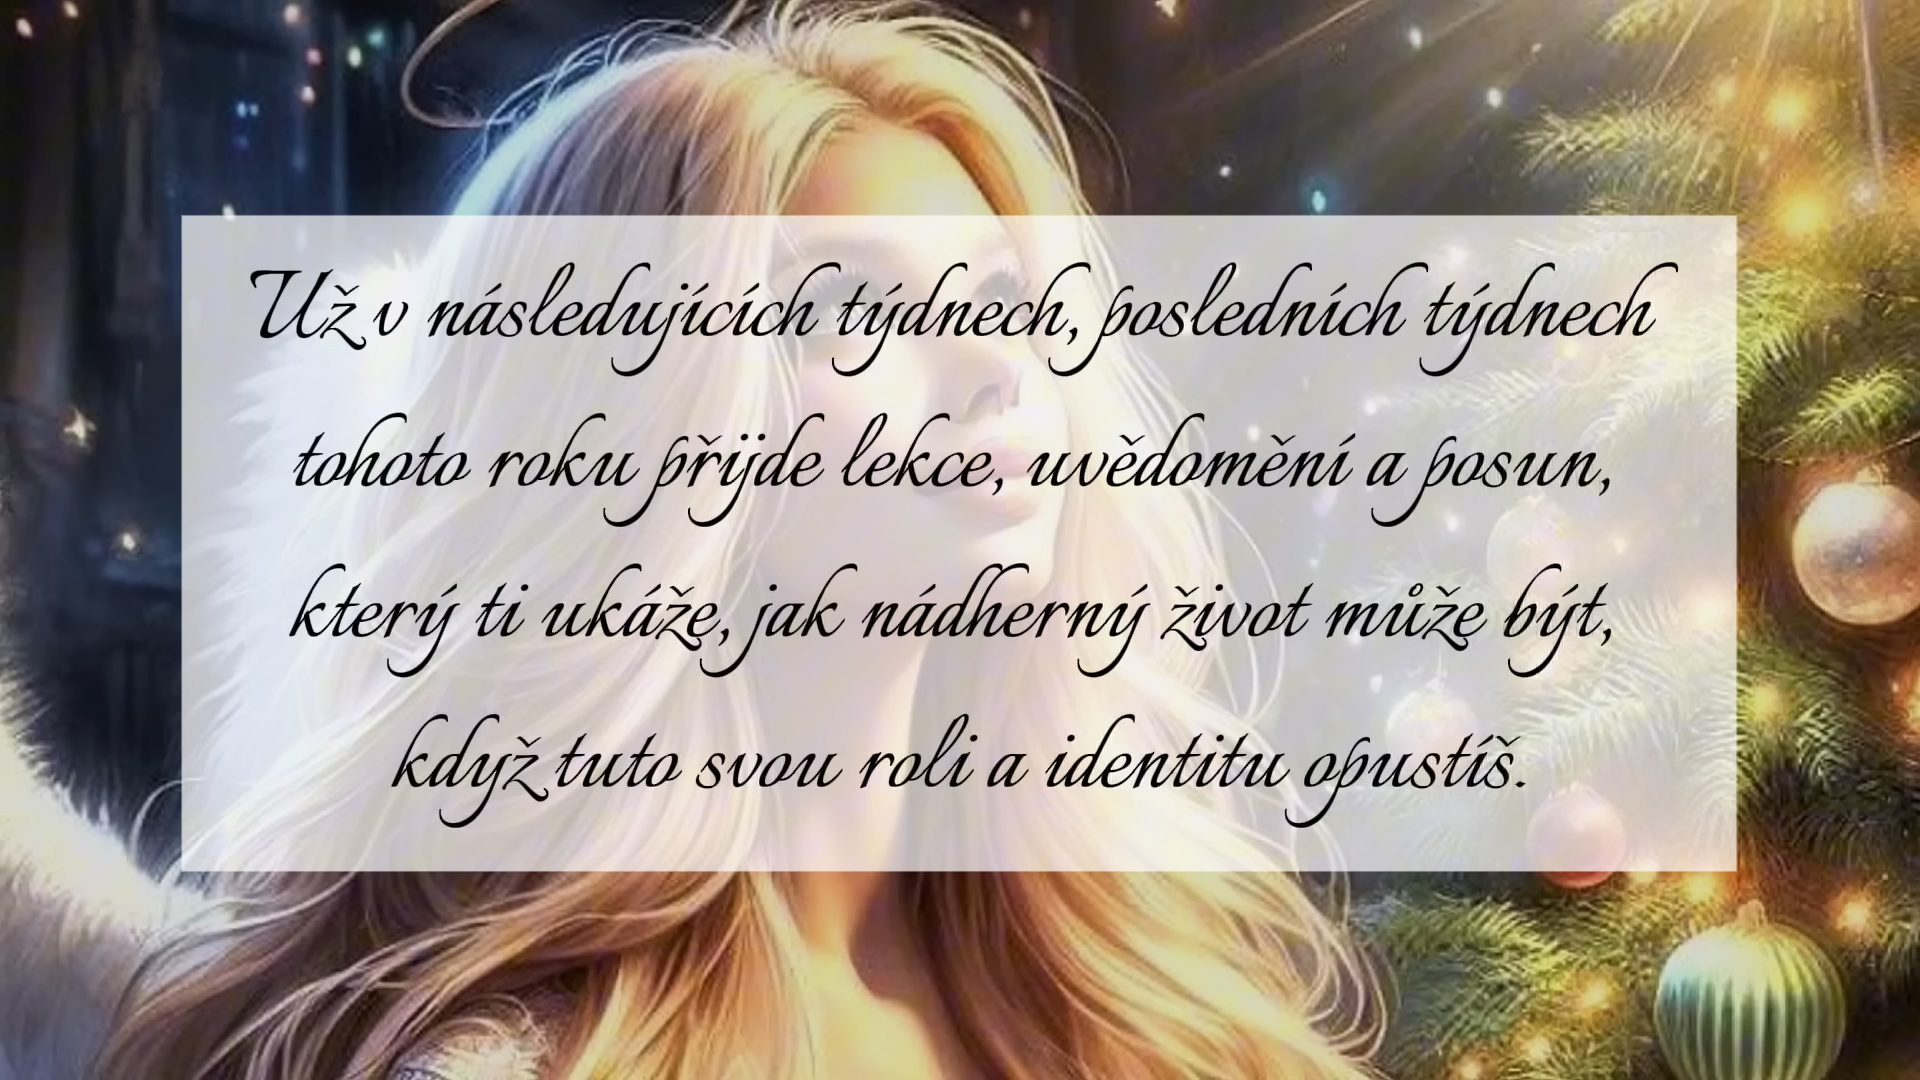 Už v následujících týdnech, posledních týdnech
tohoto roku přijde lekce, uvědomění a posun,
který ti ukáže, jak nádherný život může být,
když tuto svou roli a identitu opustíš.